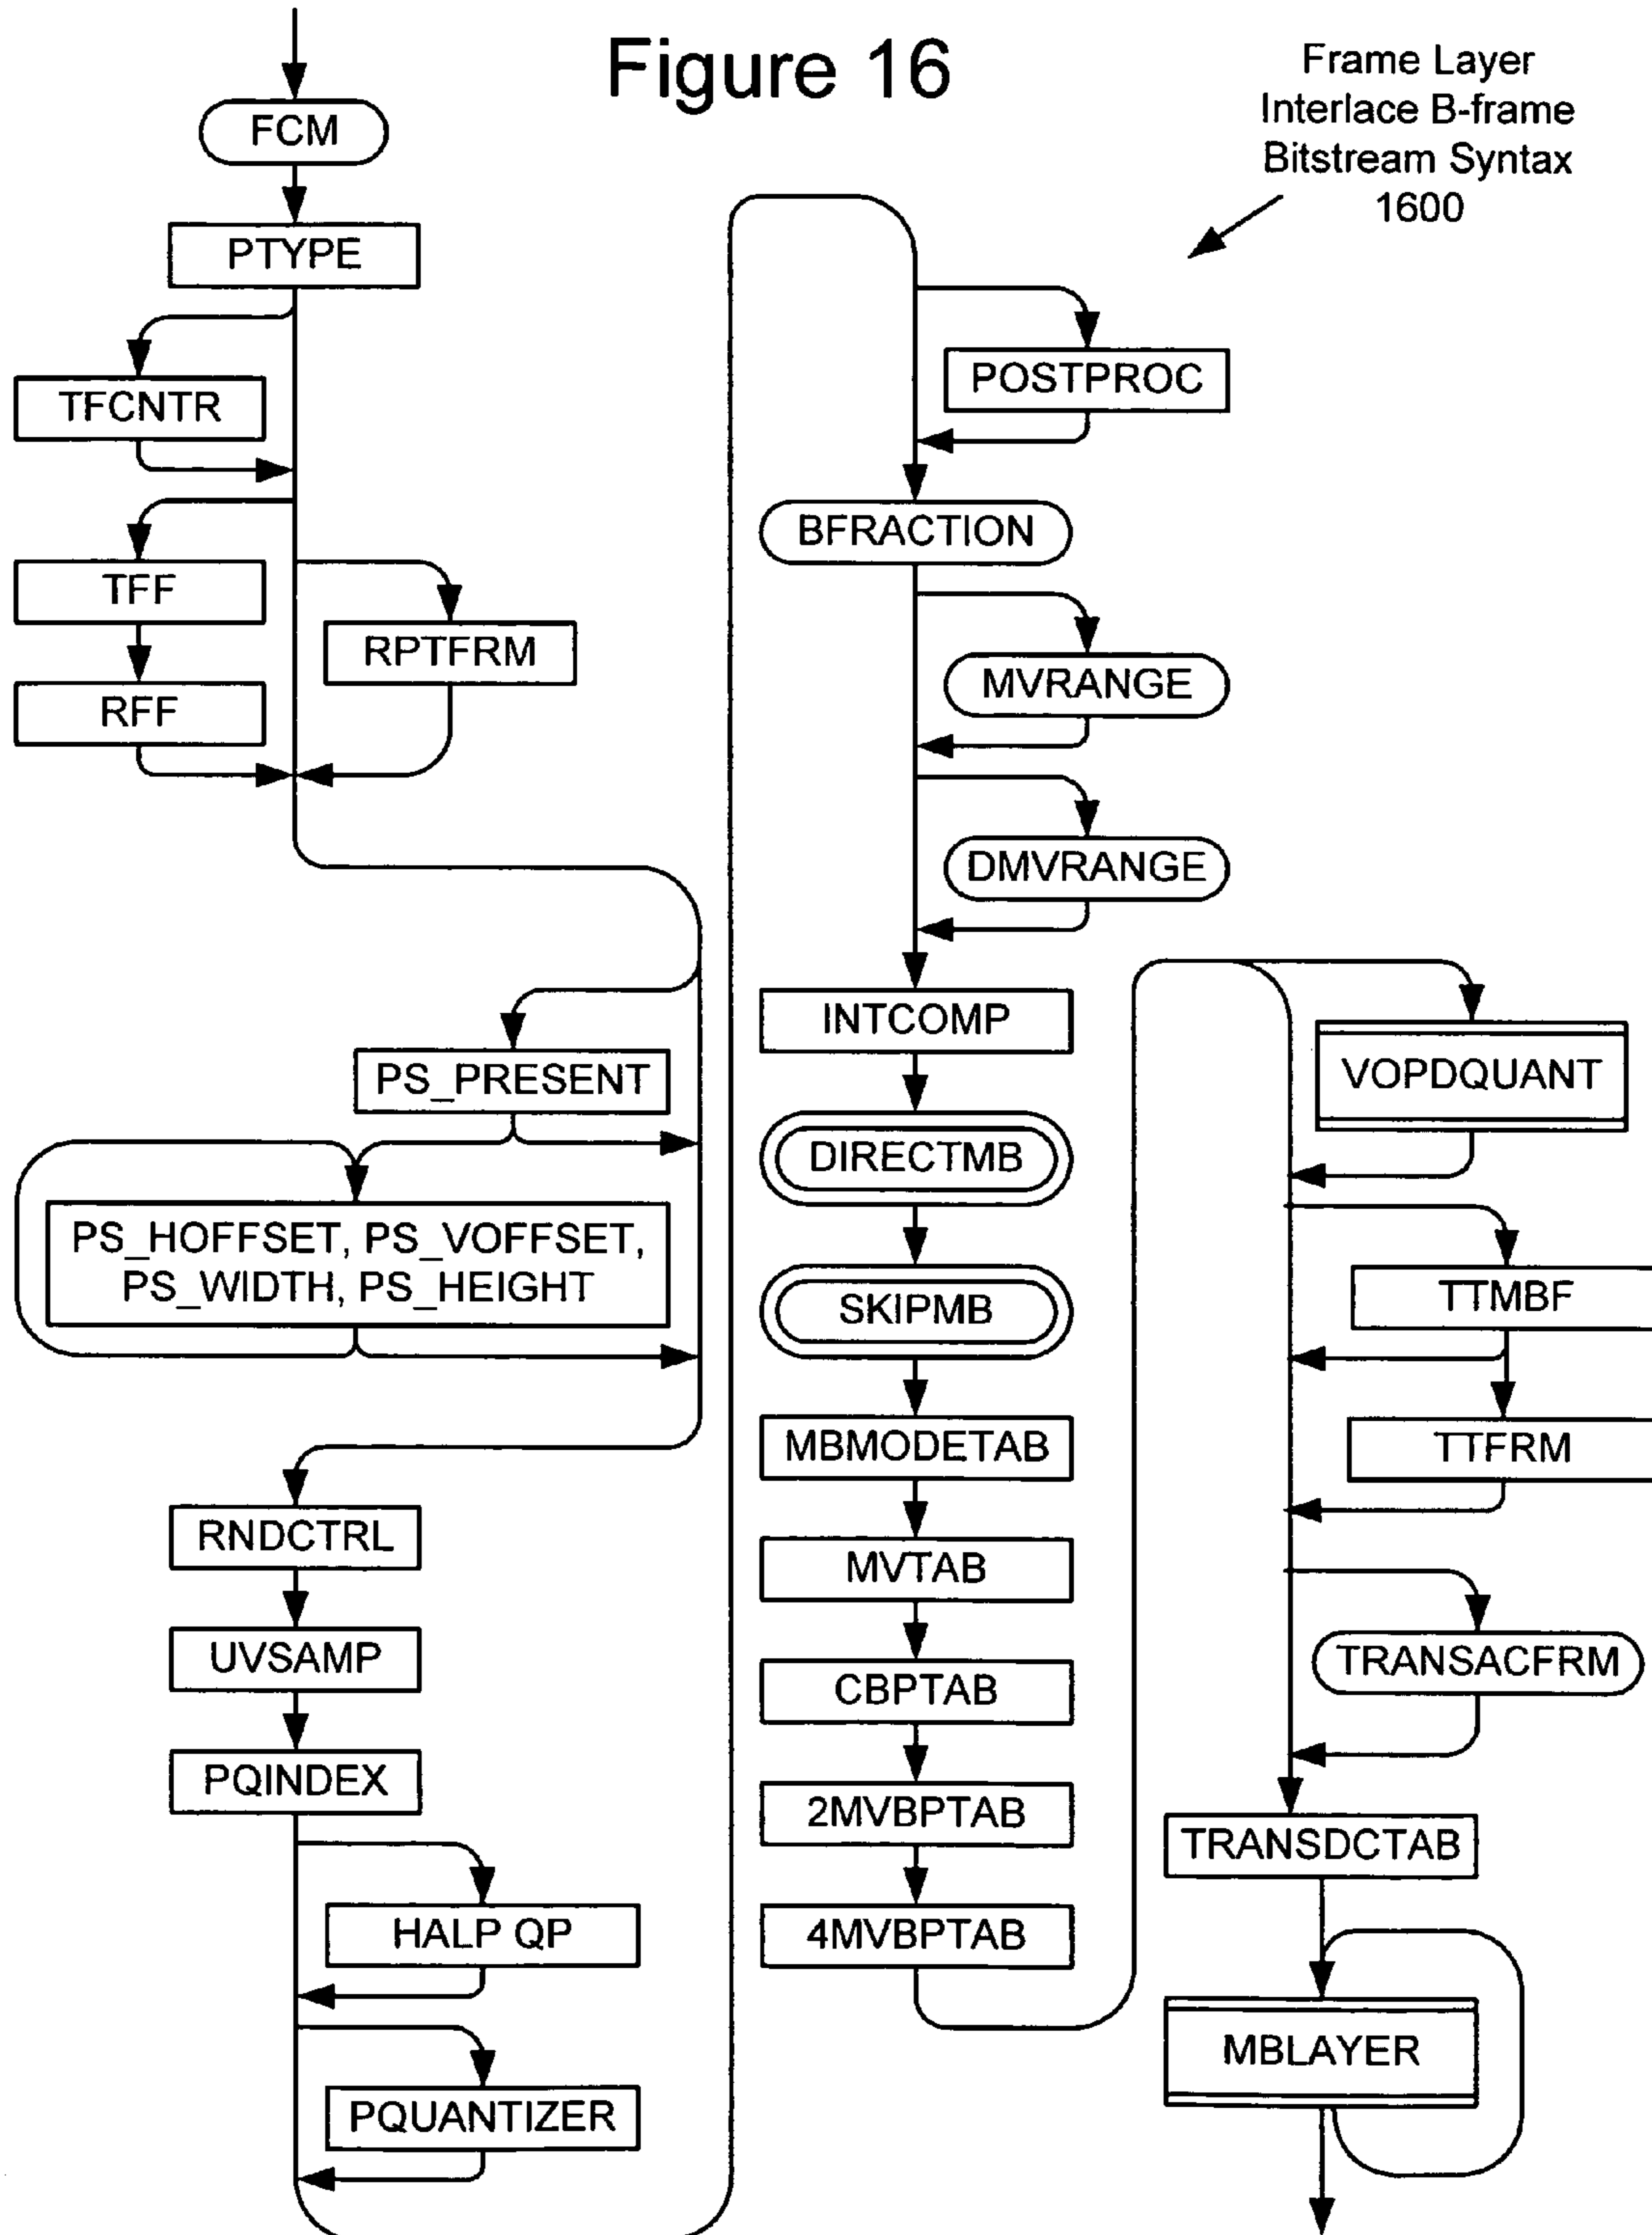 Figure 16
Frame Layer
Interlace B-frame
Bitstream Syntax
1600
FCM
PTYPE
TFCNTR
TFF
RFF
RPTFRM
PS_PRESENT
PS_HOFFSET, PS_VOFFSET,
PS_WIDTH, PS_HEIGHT
RNDCTRL
UVSAMP
PQINDEX
HALP QP
PQUANTIZER
POSTPROC
BFRACTION
MVRANGE
DMVRANGE
INTCOMP
DIRECTMB
SKIPMB
MBMODETAB
MVTAB
CBPTAB
2MVBPTAB
4MVBPTAB
VOPDQUANT
TTMBF
TTFRM
TRANSACFRM
TRANSDCTAB
MBLAYER